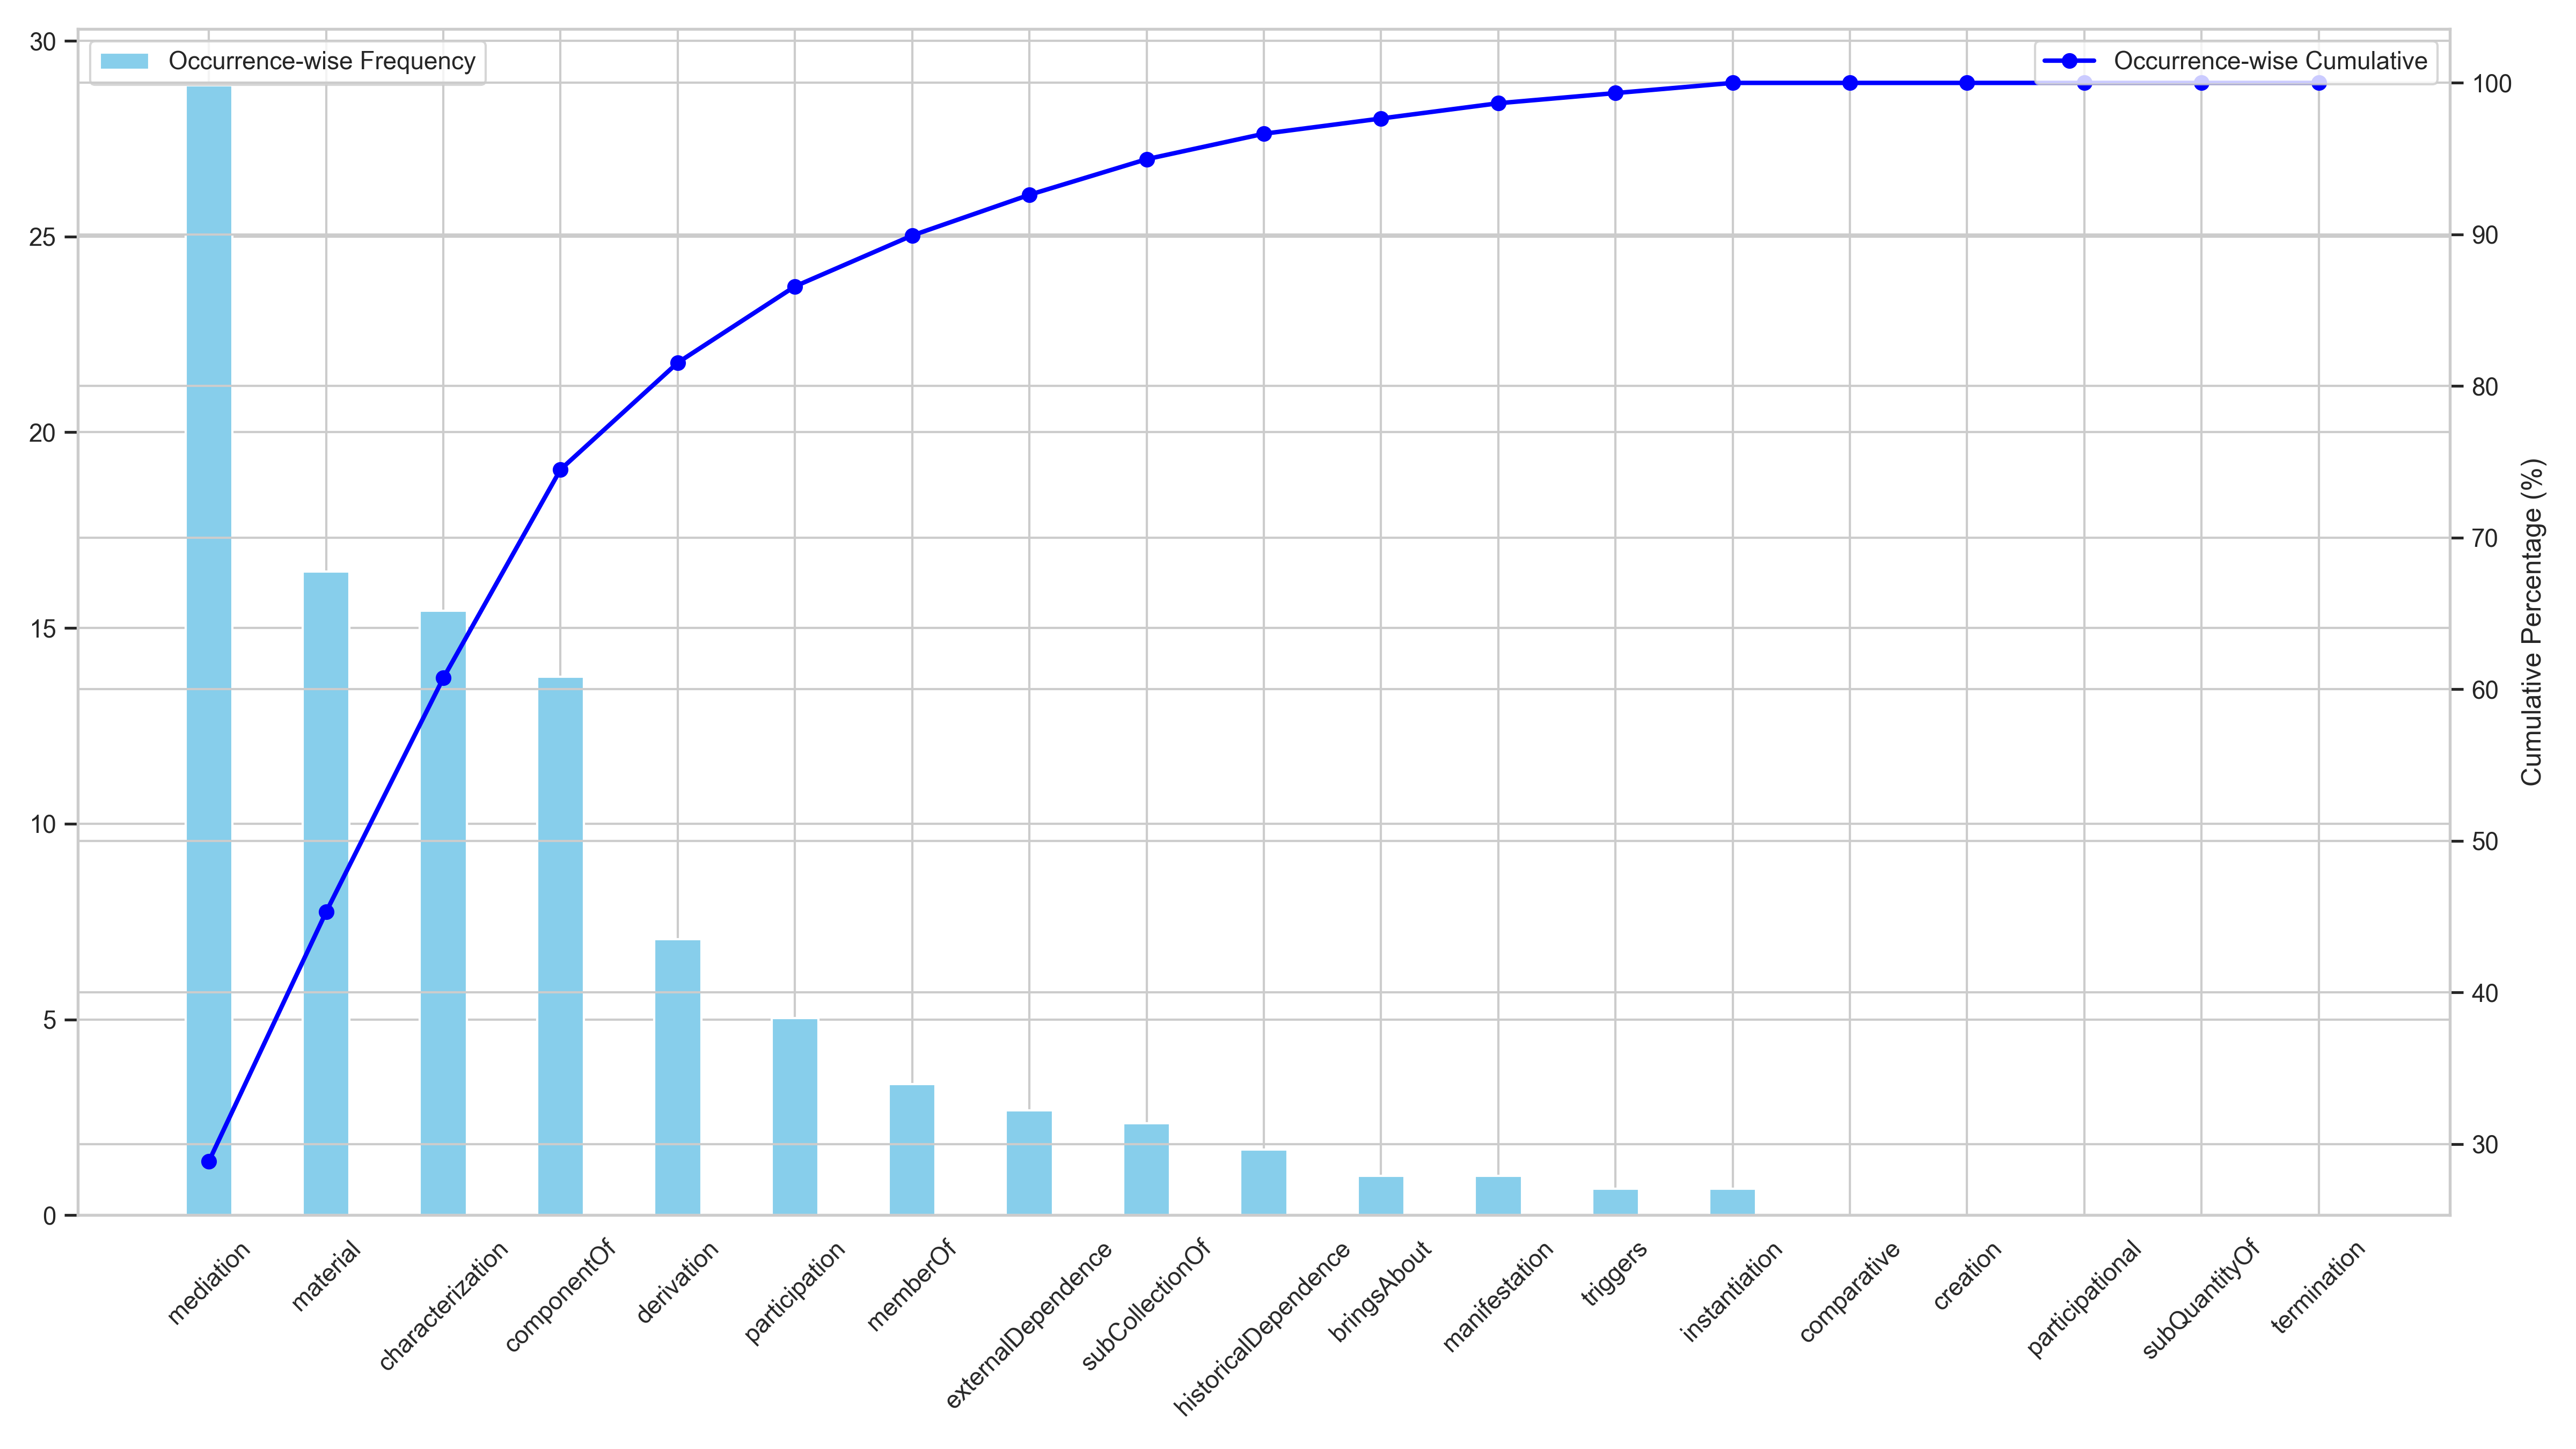 Occurrence-wise Frequency
Occurrence-wise Cumulative
30
25
20
15
10
5
0
100
90
80
70
60
50
40
30
Cumulative Percentage (%)
mediation
material
characterization
componentOf
derivation
participation
memberOf
externalDependence
subCollectionOf
historicalDependence
bringsAbout
manifestation
triggers
instantiation
comparative
creation
participational
subQuantityOf
termination